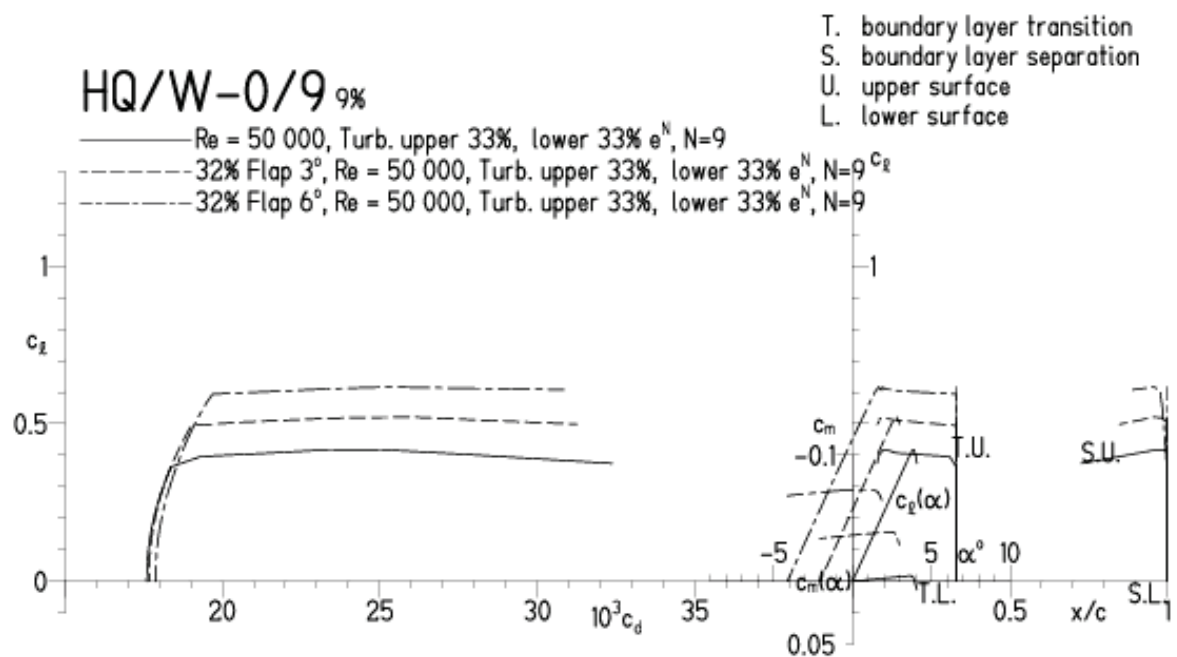 T. boundary layer transition
S. boundary layer separation
U. upper surface
L. lower surface
HQ/W-0/9 9%
Re = 50 000, Turb. upper 33%, lower 33% e^N, N=9
32% Flap 3°, Re = 50 000, Turb. upper 33%, lower 33% e^N, N=9
32% Flap 6°, Re = 50 000, Turb. upper 33%, lower 33% e^N, N=9
c_ℓ
1
1
c_ℓ
0.5
c_m
-0.1
T.U.
S.U.
c_ℓ(α)
-5
5
α°
10
0
c_m(α)
T.L.
S.L.
20
25
30
10³c_d
35
0.5
x/c
1
0.05